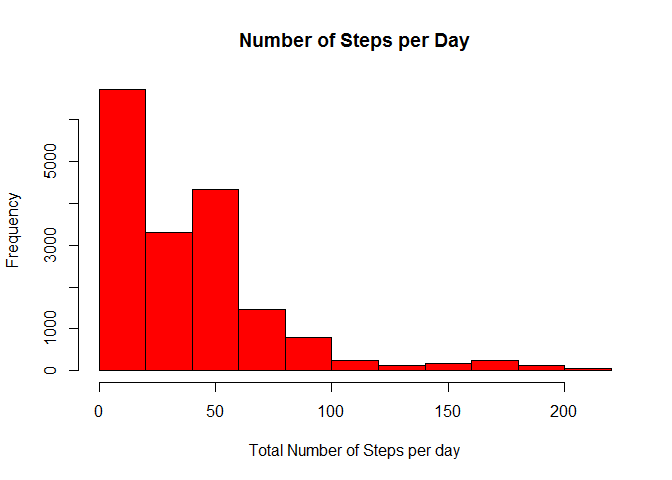 Number of Steps per Day
Frequency
5000
3000
1000
0
0 50 100 150 200
Total Number of Steps per day